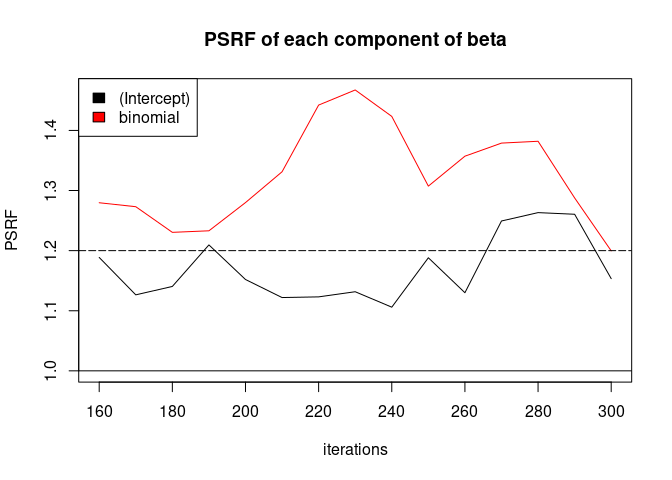 PSRF of each component of beta
(Intercept)
binomial
PSRF
1.4
1.3
1.2
1.1
1.0
160 180 200 220 240 260 280 300
iterations